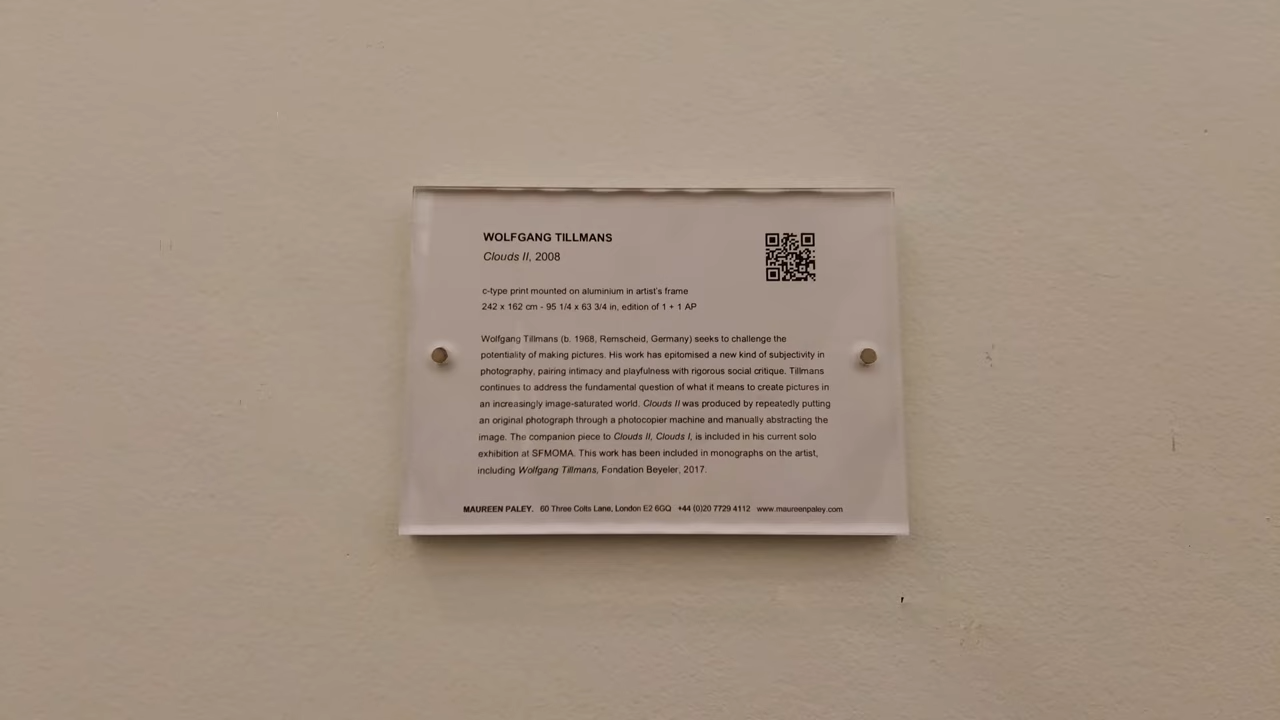 WOLFGANG TILLMANS
Clouds II, 2008
c-type print mounted on aluminium in artist's frame
242 x 162 cm - 95 1/4 x 63 3/4 in, edition of 1 + 1 AP
Wolfgang Tillmans (b. 1968, Remscheid, Germany) seeks to challenge the
potentiality of making pictures. His work has epitomised a new kind of subjectivity in
photography, pairing intimacy and playfulness with rigorous social critique. Tillmans
continues to address the fundamental question of what it means to create pictures in
an increasingly image-saturated world. Clouds II was produced by repeatedly putting
an original photograph through a photocopier machine and manually abstracting the
image. The companion piece to Clouds II, Clouds I, is included in his current solo
exhibition at SFMOMA. This work has been included in monographs on the artist,
including Wolfgang Tillmans, Fondation Beyeler, 2017.
MAUREEN PALEY. 60 Three Colts Lane, London E2 6GQ +44 (0)20 7729 4112 www.maureenpaley.com